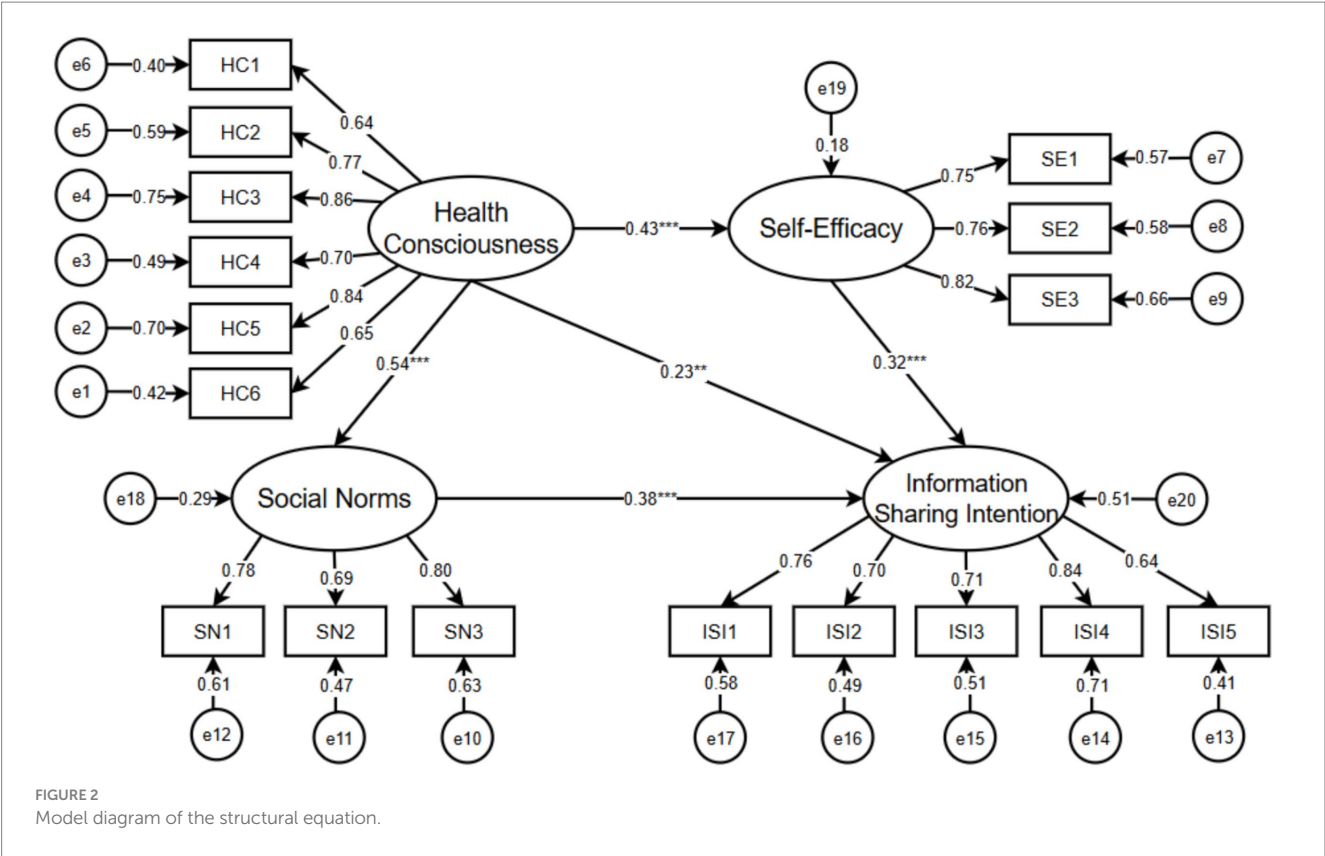 e6
0.40
HC1
e5
0.59
HC2
e4
0.75
HC3
e3
0.49
HC4
e2
0.70
HC5
e1
0.42
HC6
0.64
0.77
0.86
0.70
0.84
0.65
Health
Consciousness
0.43***
e19
0.18
Self-Efficacy
0.75
SE1
0.57
e7
0.76
SE2
0.58
e8
0.82
SE3
0.66
e9
0.54***
0.23**
0.32***
e18
0.29
Social Norms
0.38***
Information
Sharing Intention
0.51
e20
0.78
0.69
0.80
SN1
SN2
SN3
0.61
0.47
0.63
e12
e11
e10
0.76
0.70
0.71
0.84
0.64
ISI1
ISI2
ISI3
ISI4
ISI5
0.58
0.49
0.51
0.71
0.41
e17
e16
e15
e14
e13
FIGURE 2
Model diagram of the structural equation.